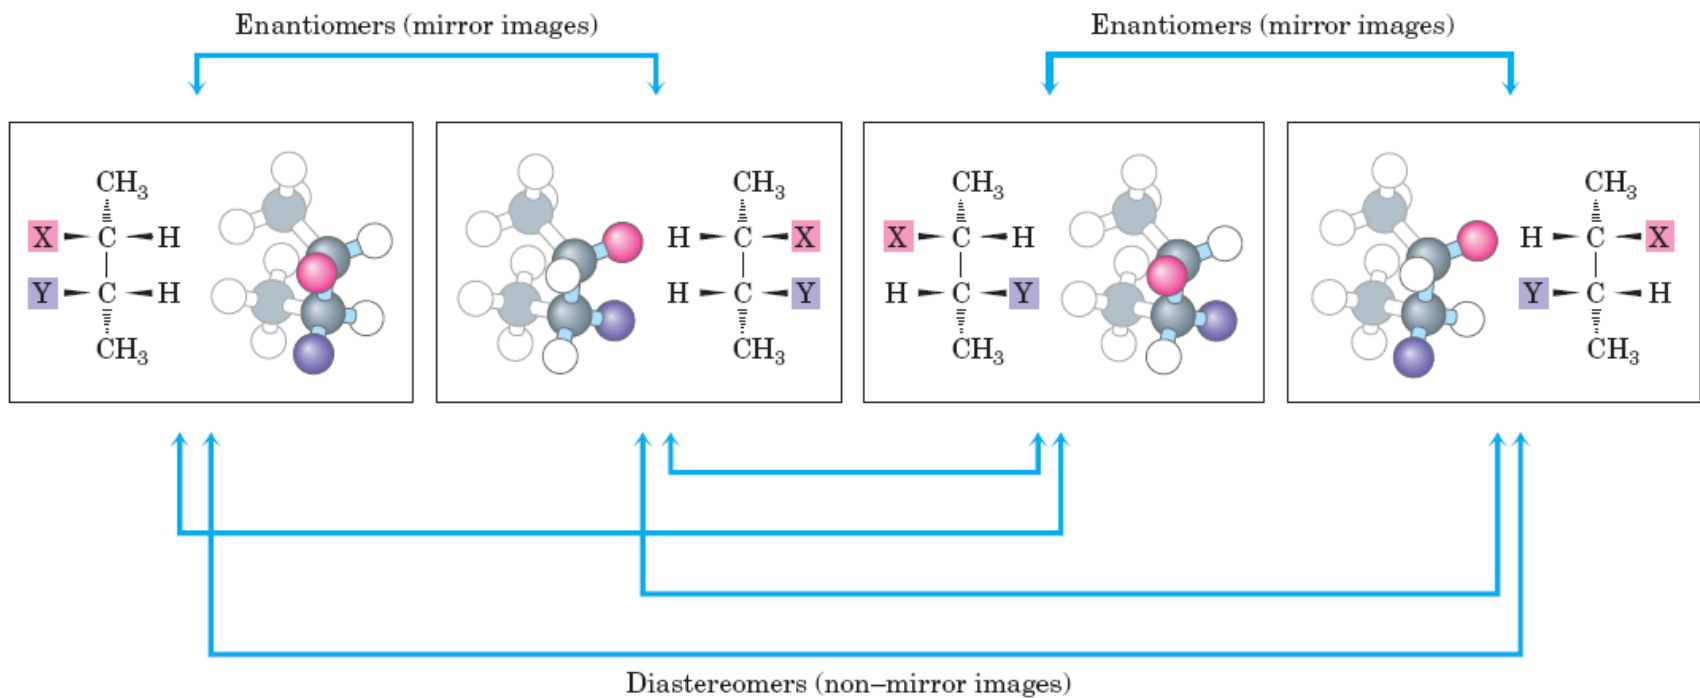 Enantiomers (mirror images)
Enantiomers (mirror images)
CH₃
X C H
Y C H
CH₃
CH₃
H C X
H C Y
CH₃
CH₃
X C H
H C Y
CH₃
CH₃
H C X
Y C H
CH₃
Diastereomers (non–mirror images)